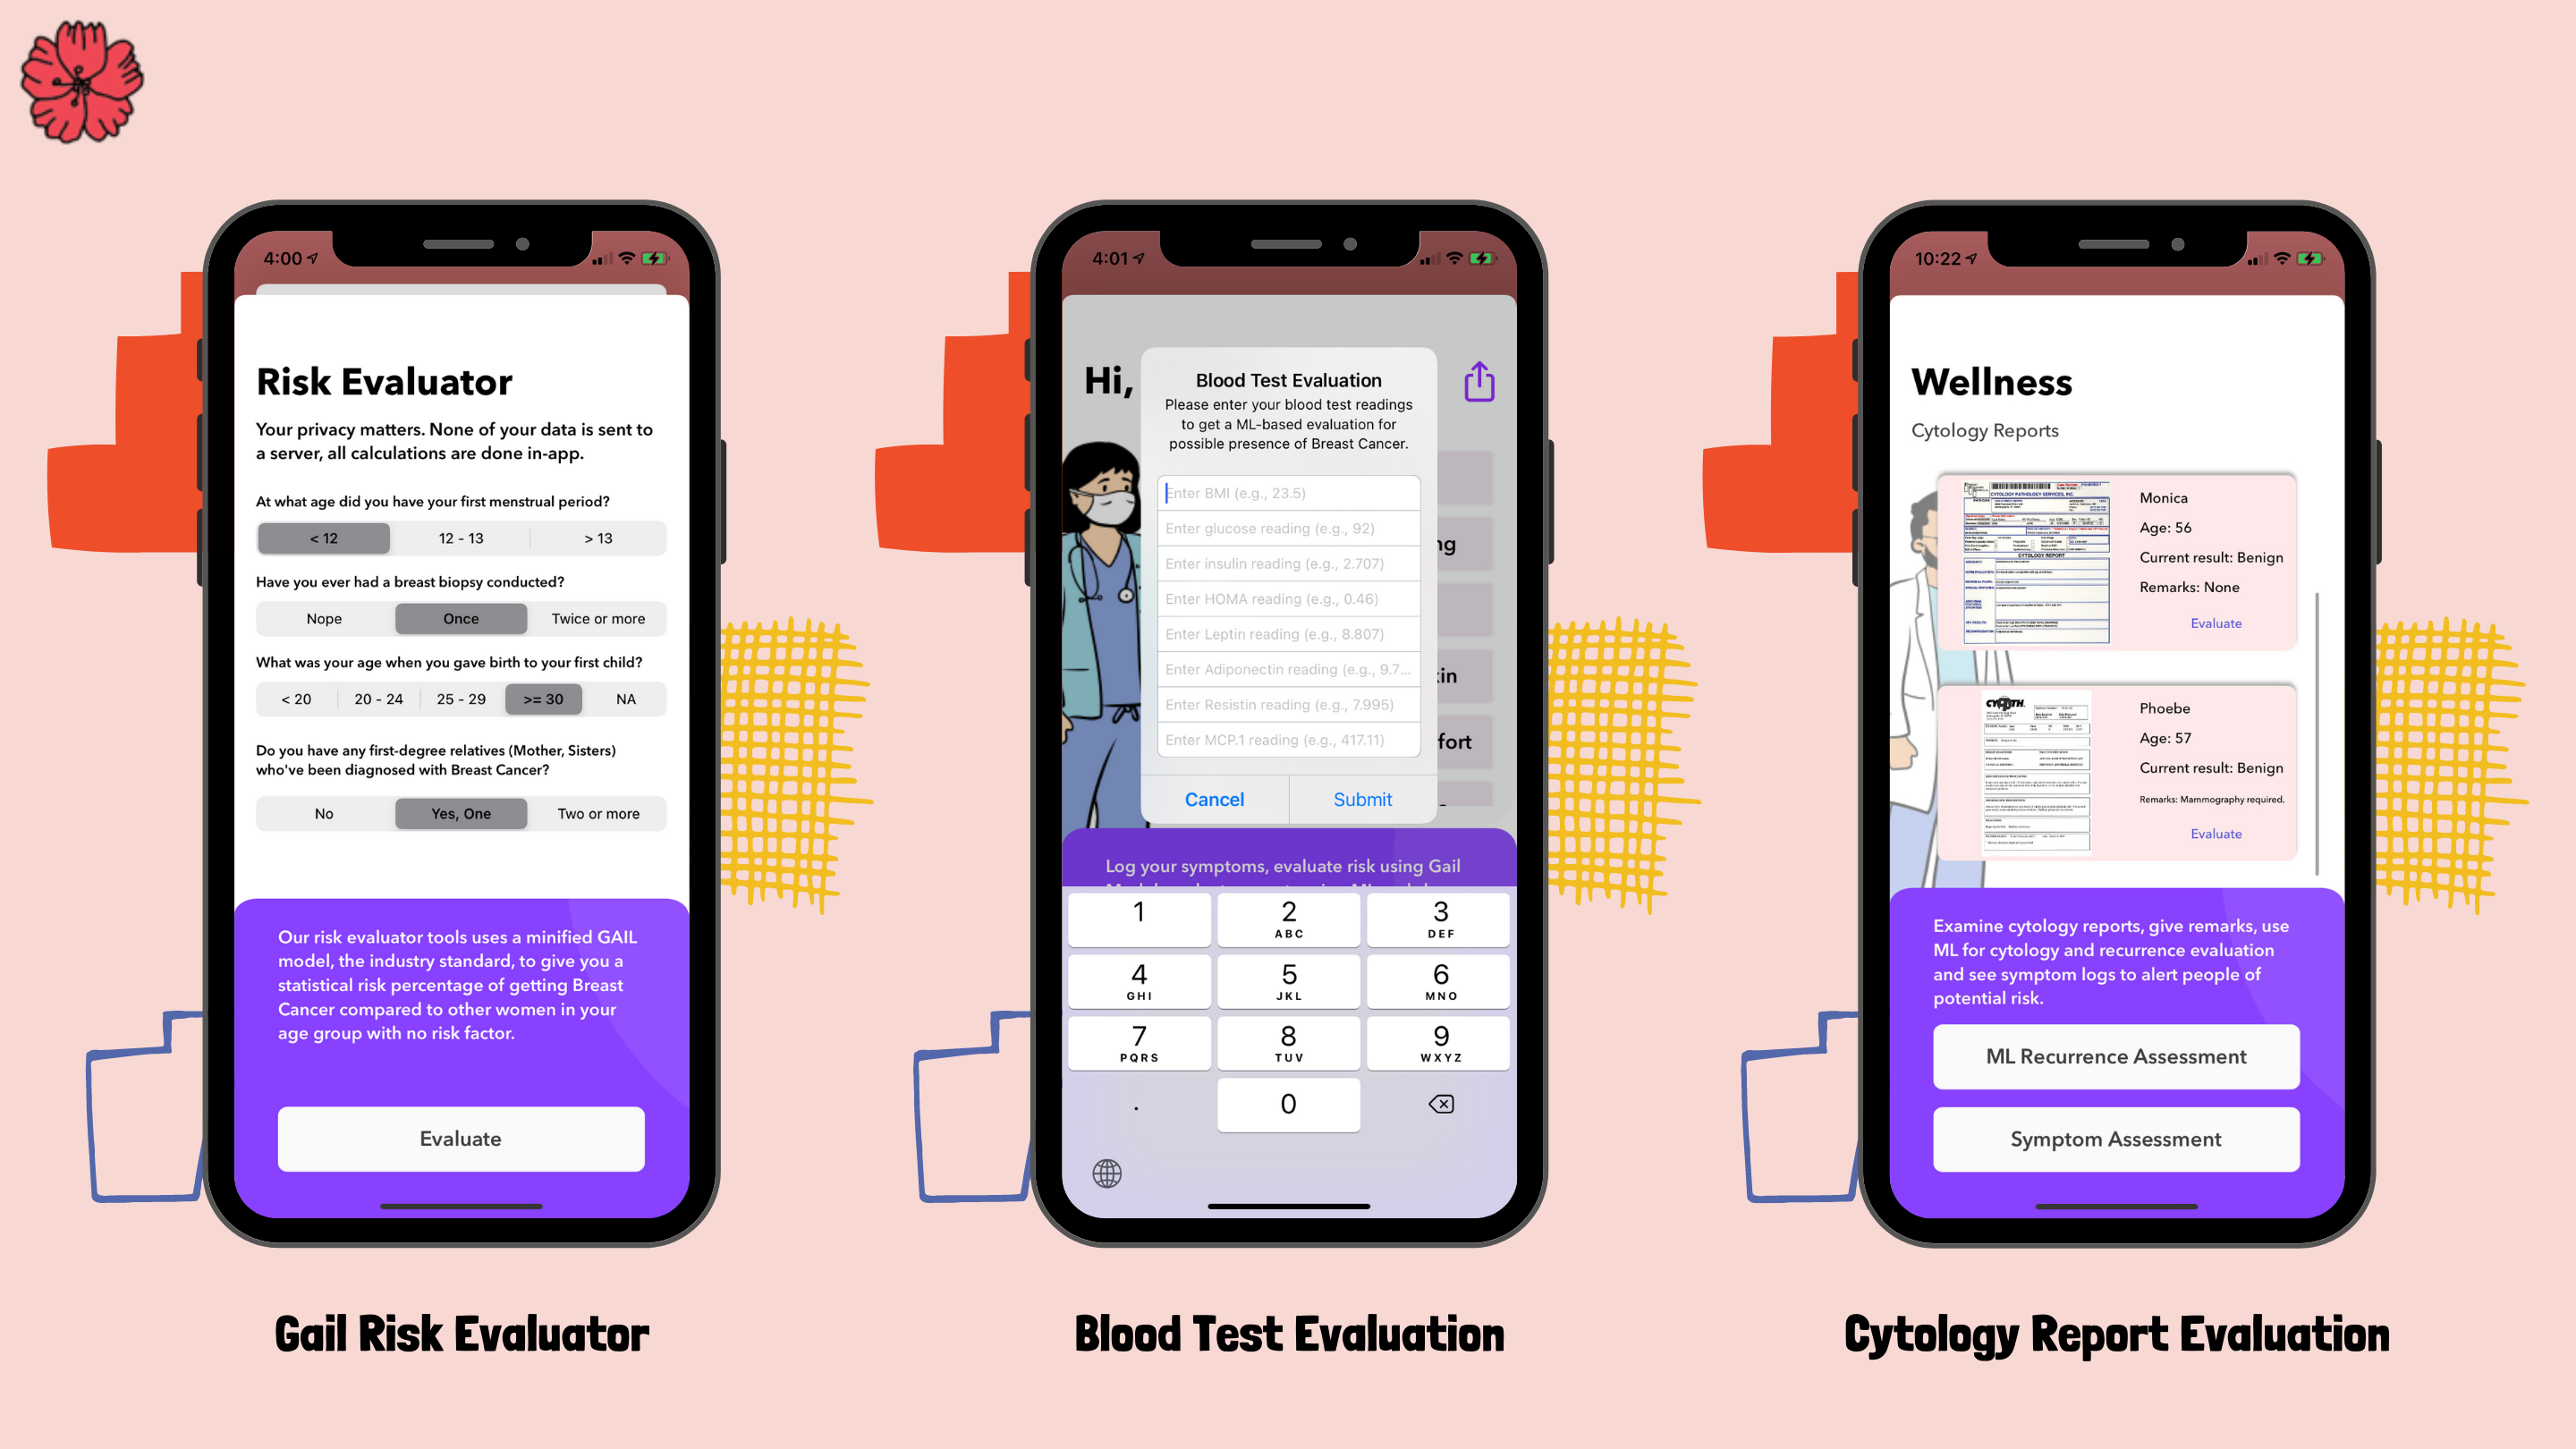 4:00
Risk Evaluator
Your privacy matters. None of your data is sent to
a server, all calculations are done in-app.
At what age did you have your first menstrual period?
< 12
12 - 13
> 13
Have you ever had a breast biopsy conducted?
Nope
Once
Twice or more
What was your age when you gave birth to your first child?
< 20
20 - 24
25 - 29
>= 30
NA
Do you have any first-degree relatives (Mother, Sisters)
who've been diagnosed with Breast Cancer?
No
Yes, One
Two or more
Our risk evaluator tools uses a minified GAIL
model, the industry standard, to give you a
statistical risk percentage of getting Breast
Cancer compared to other women in your
age group with no risk factor.
Evaluate
Gail Risk Evaluator
4:01
Hi,
Blood Test Evaluation
Please enter your blood test readings
to get a ML-based evaluation for
possible presence of Breast Cancer.
Enter BMI (e.g., 23.5)
Enter glucose reading (e.g., 92)
ng
Enter insulin reading (e.g., 2.707)
Enter HOMA reading (e.g., 0.46)
Enter Leptin reading (e.g., 8.807)
Enter Adiponectin reading (e.g., 9.7...
kin
Enter Resistin reading (e.g., 7.995)
Enter MCP.1 reading (e.g., 417.11)
fort
Cancel
Submit
Log your symptoms, evaluate risk using Gail
1
2
ABC
3
DEF
4
GHI
5
JKL
6
MNO
7
PQRS
8
TUV
9
WXYZ
.
0
Blood Test Evaluation
10:22
Wellness
Cytology Reports
CYTOLOGY PATHOLOGY SERVICES, INC.
CYTOLOGY REPORT
Monica
Age: 56
Current result: Benign
Remarks: None
Evaluate
Phoebe
Age: 57
Current result: Benign
Remarks: Mammography required.
Evaluate
Examine cytology reports, give remarks, use
ML for cytology and recurrence evaluation
and see symptom logs to alert people of
potential risk.
ML Recurrence Assessment
Symptom Assessment
Cytology Report Evaluation